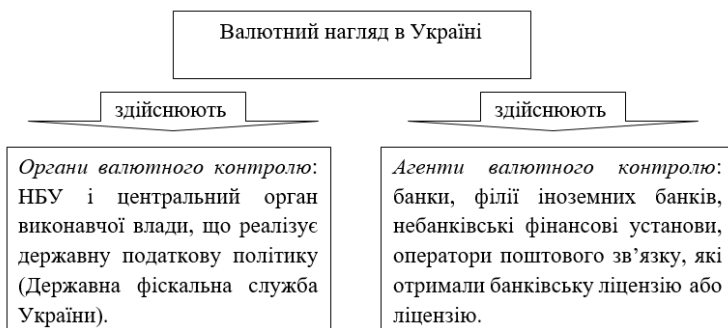 Валютний нагляд в Україні
здійснюють
здійснюють
Органи валютного контролю:
НБУ і центральний орган
виконавчої влади, що реалізує
державну податкову політику
(Державна фіскальна служба
України).
Агенти валютного контролю:
банки, філії іноземних банків,
небанківські фінансові установи,
оператори поштового зв’язку, які
отримали банківську ліцензію або
ліцензію.